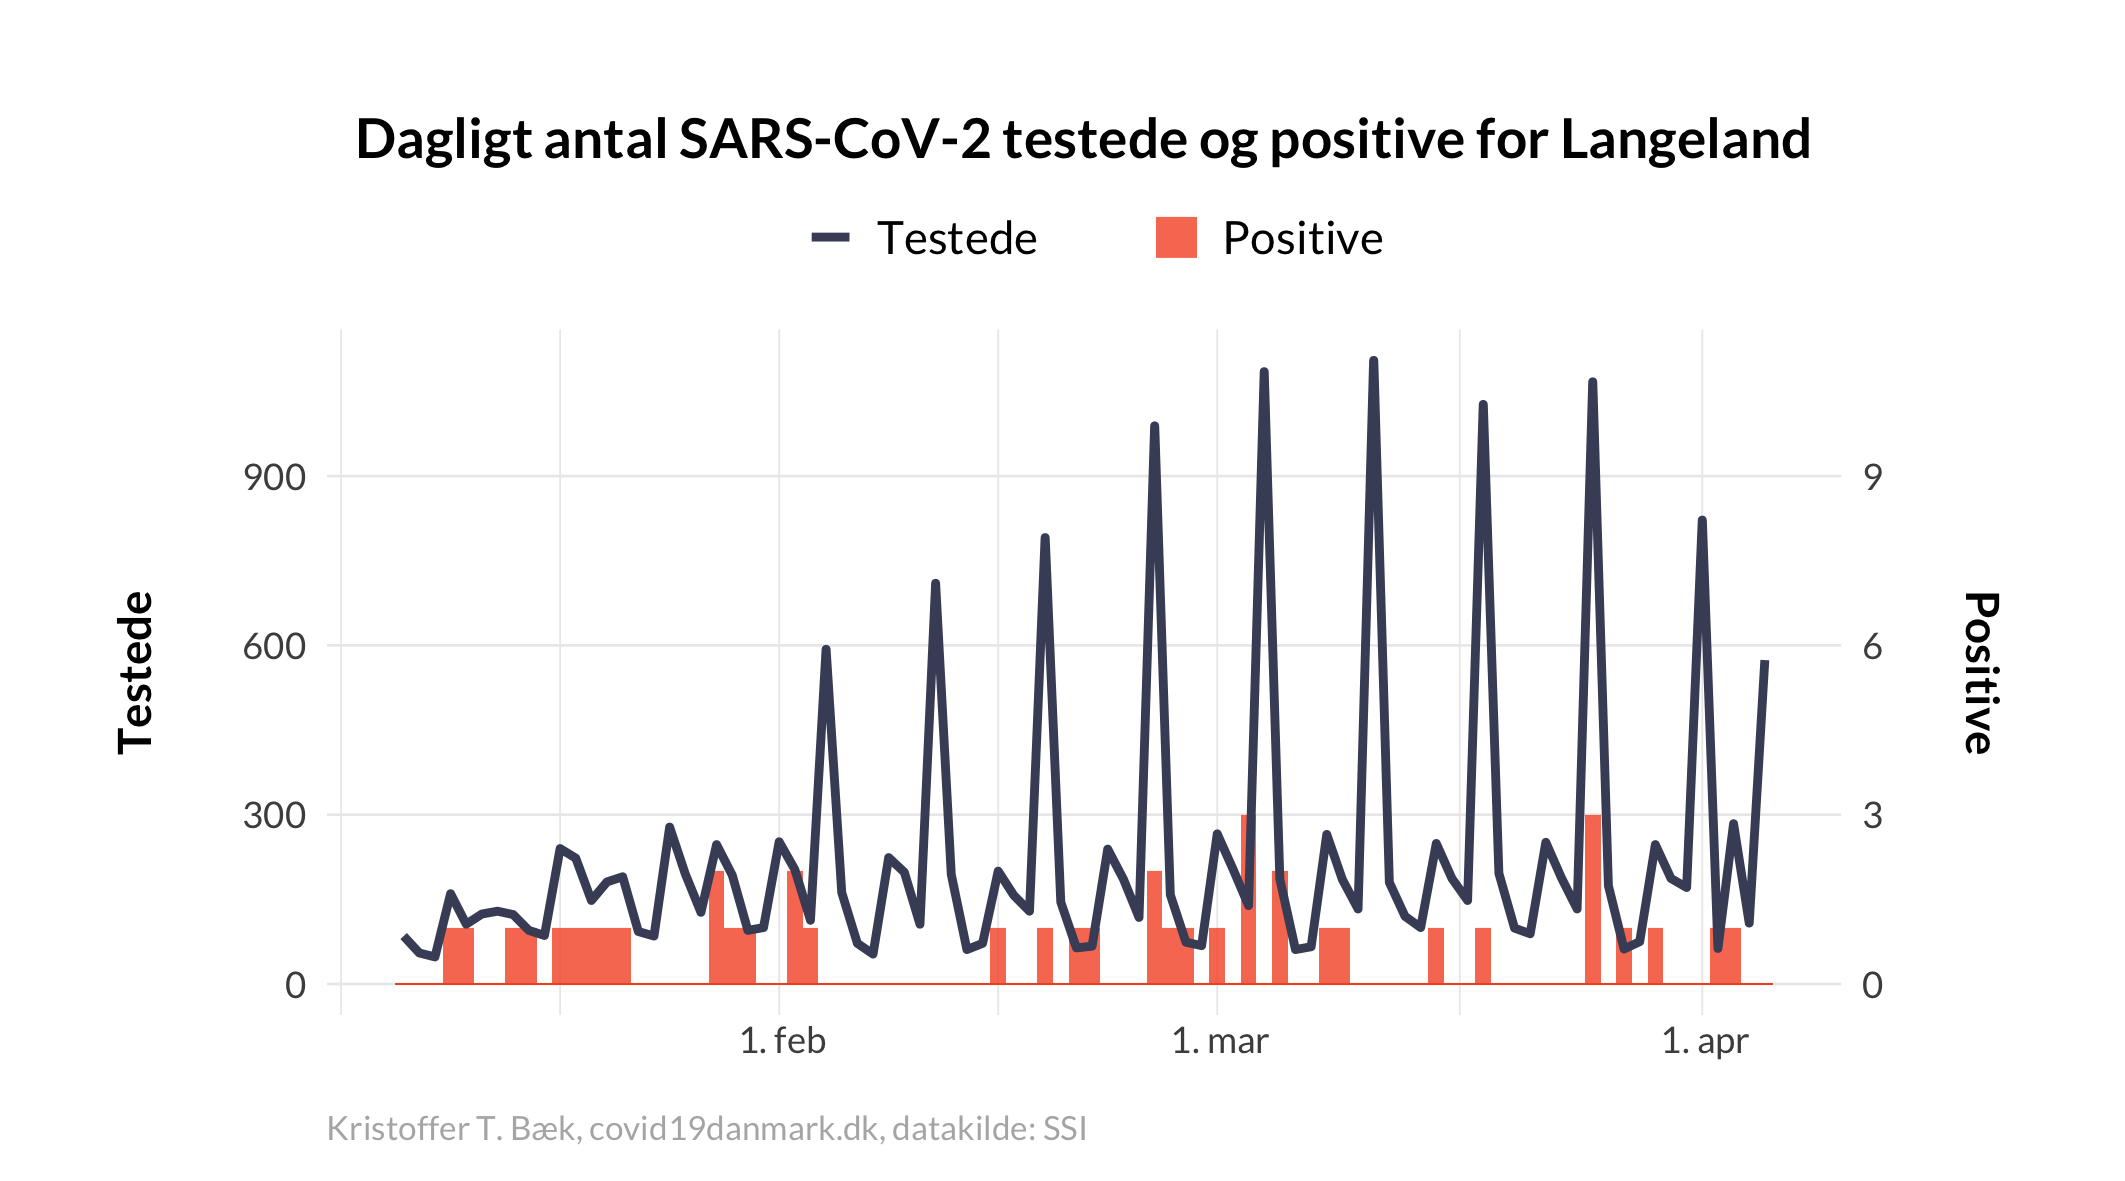 Dagligt antal SARS-CoV-2 testede og positive for Langeland
Testede
Positive
Testede
900
600
300
0
9
6
3
0
Positive
1. feb
1. mar
1. apr
Kristoffer T. Bæk, covid19danmark.dk, datakilde: SSI